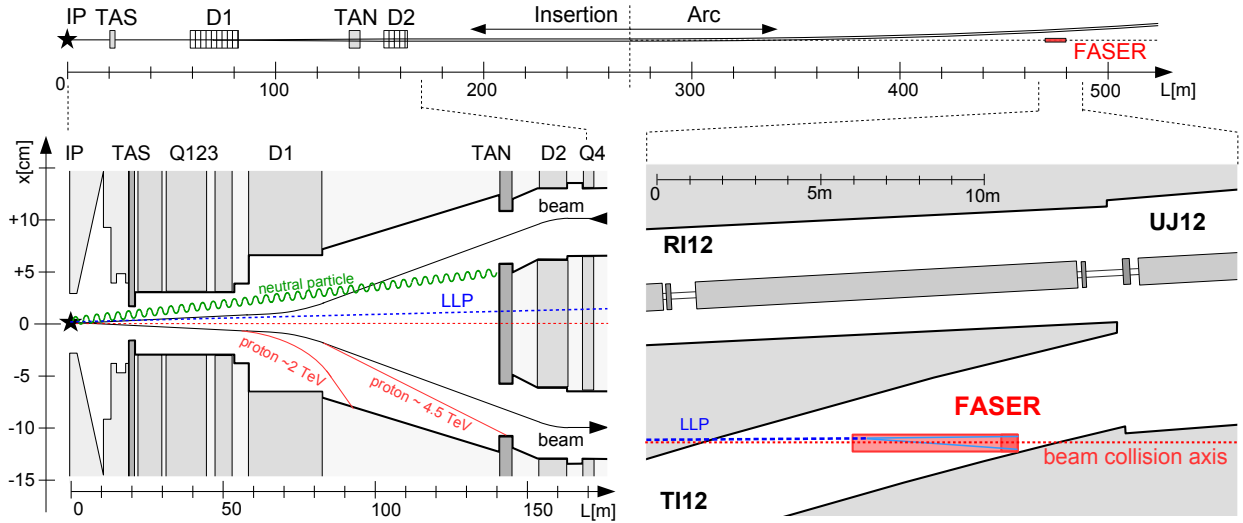 IP TAS D1 TAN D2 Insertion Arc
FASER
0 100 200 300 400 500 L[m]
IP TAS Q123 D1 TAN D2 Q4
x[cm]
+10
+5
0
-5
-10
-15
beam
neutral particle
LLP
proton ~2 TeV
proton ~ 4.5 TeV
beam
0 50 100 150 L[m]
0 5m 10m
RI12
UJ12
FASER
LLP
beam collision axis
TI12